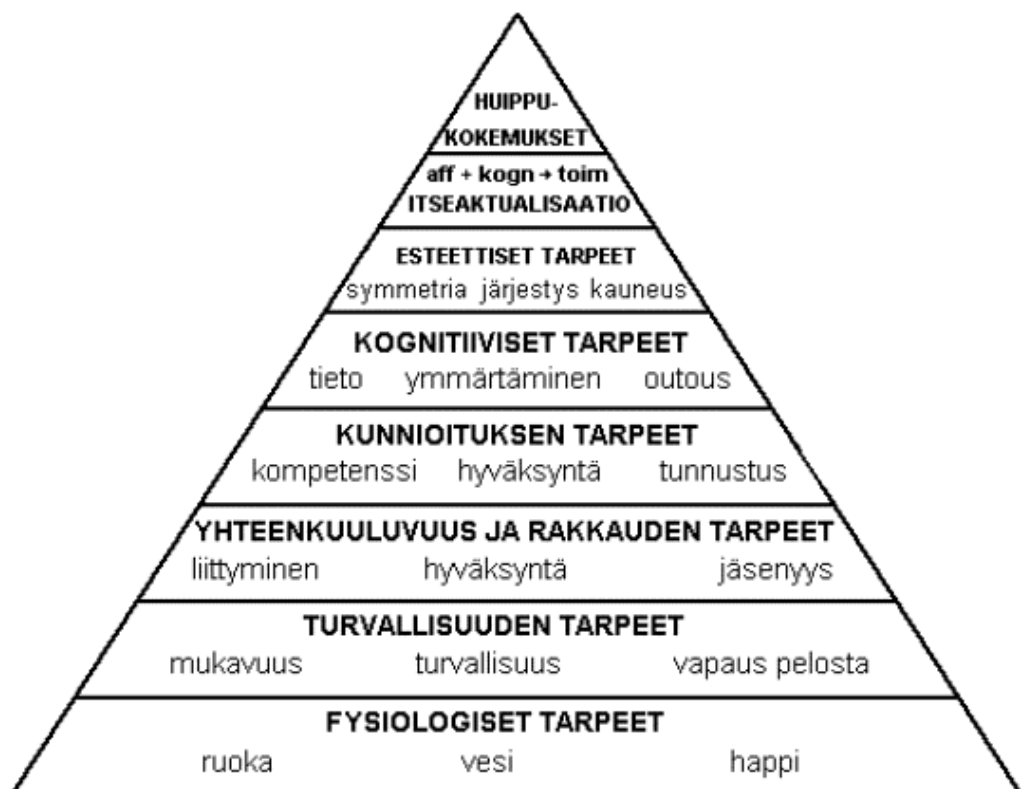 HUIPPU-
KOKEMUKSET
aff + kogn → toim
ITSEAKTUALISAATIO
ESTEETTISET TARPEET
symmetria järjestys kauneus
KOGNITIIVISET TARPEET
tieto ymmärtäminen outous
KUNNIOITUKSEN TARPEET
kompetenssi hyväksyntä tunnustus
YHTEENKUULUVUUS JA RAKKAUDEN TARPEET
liittyminen hyväksyntä jäsenyys
TURVALLISUUDEN TARPEET
mukavuus turvallisuus vapaus pelosta
FYSIOLOGISET TARPEET
ruoka vesi happi